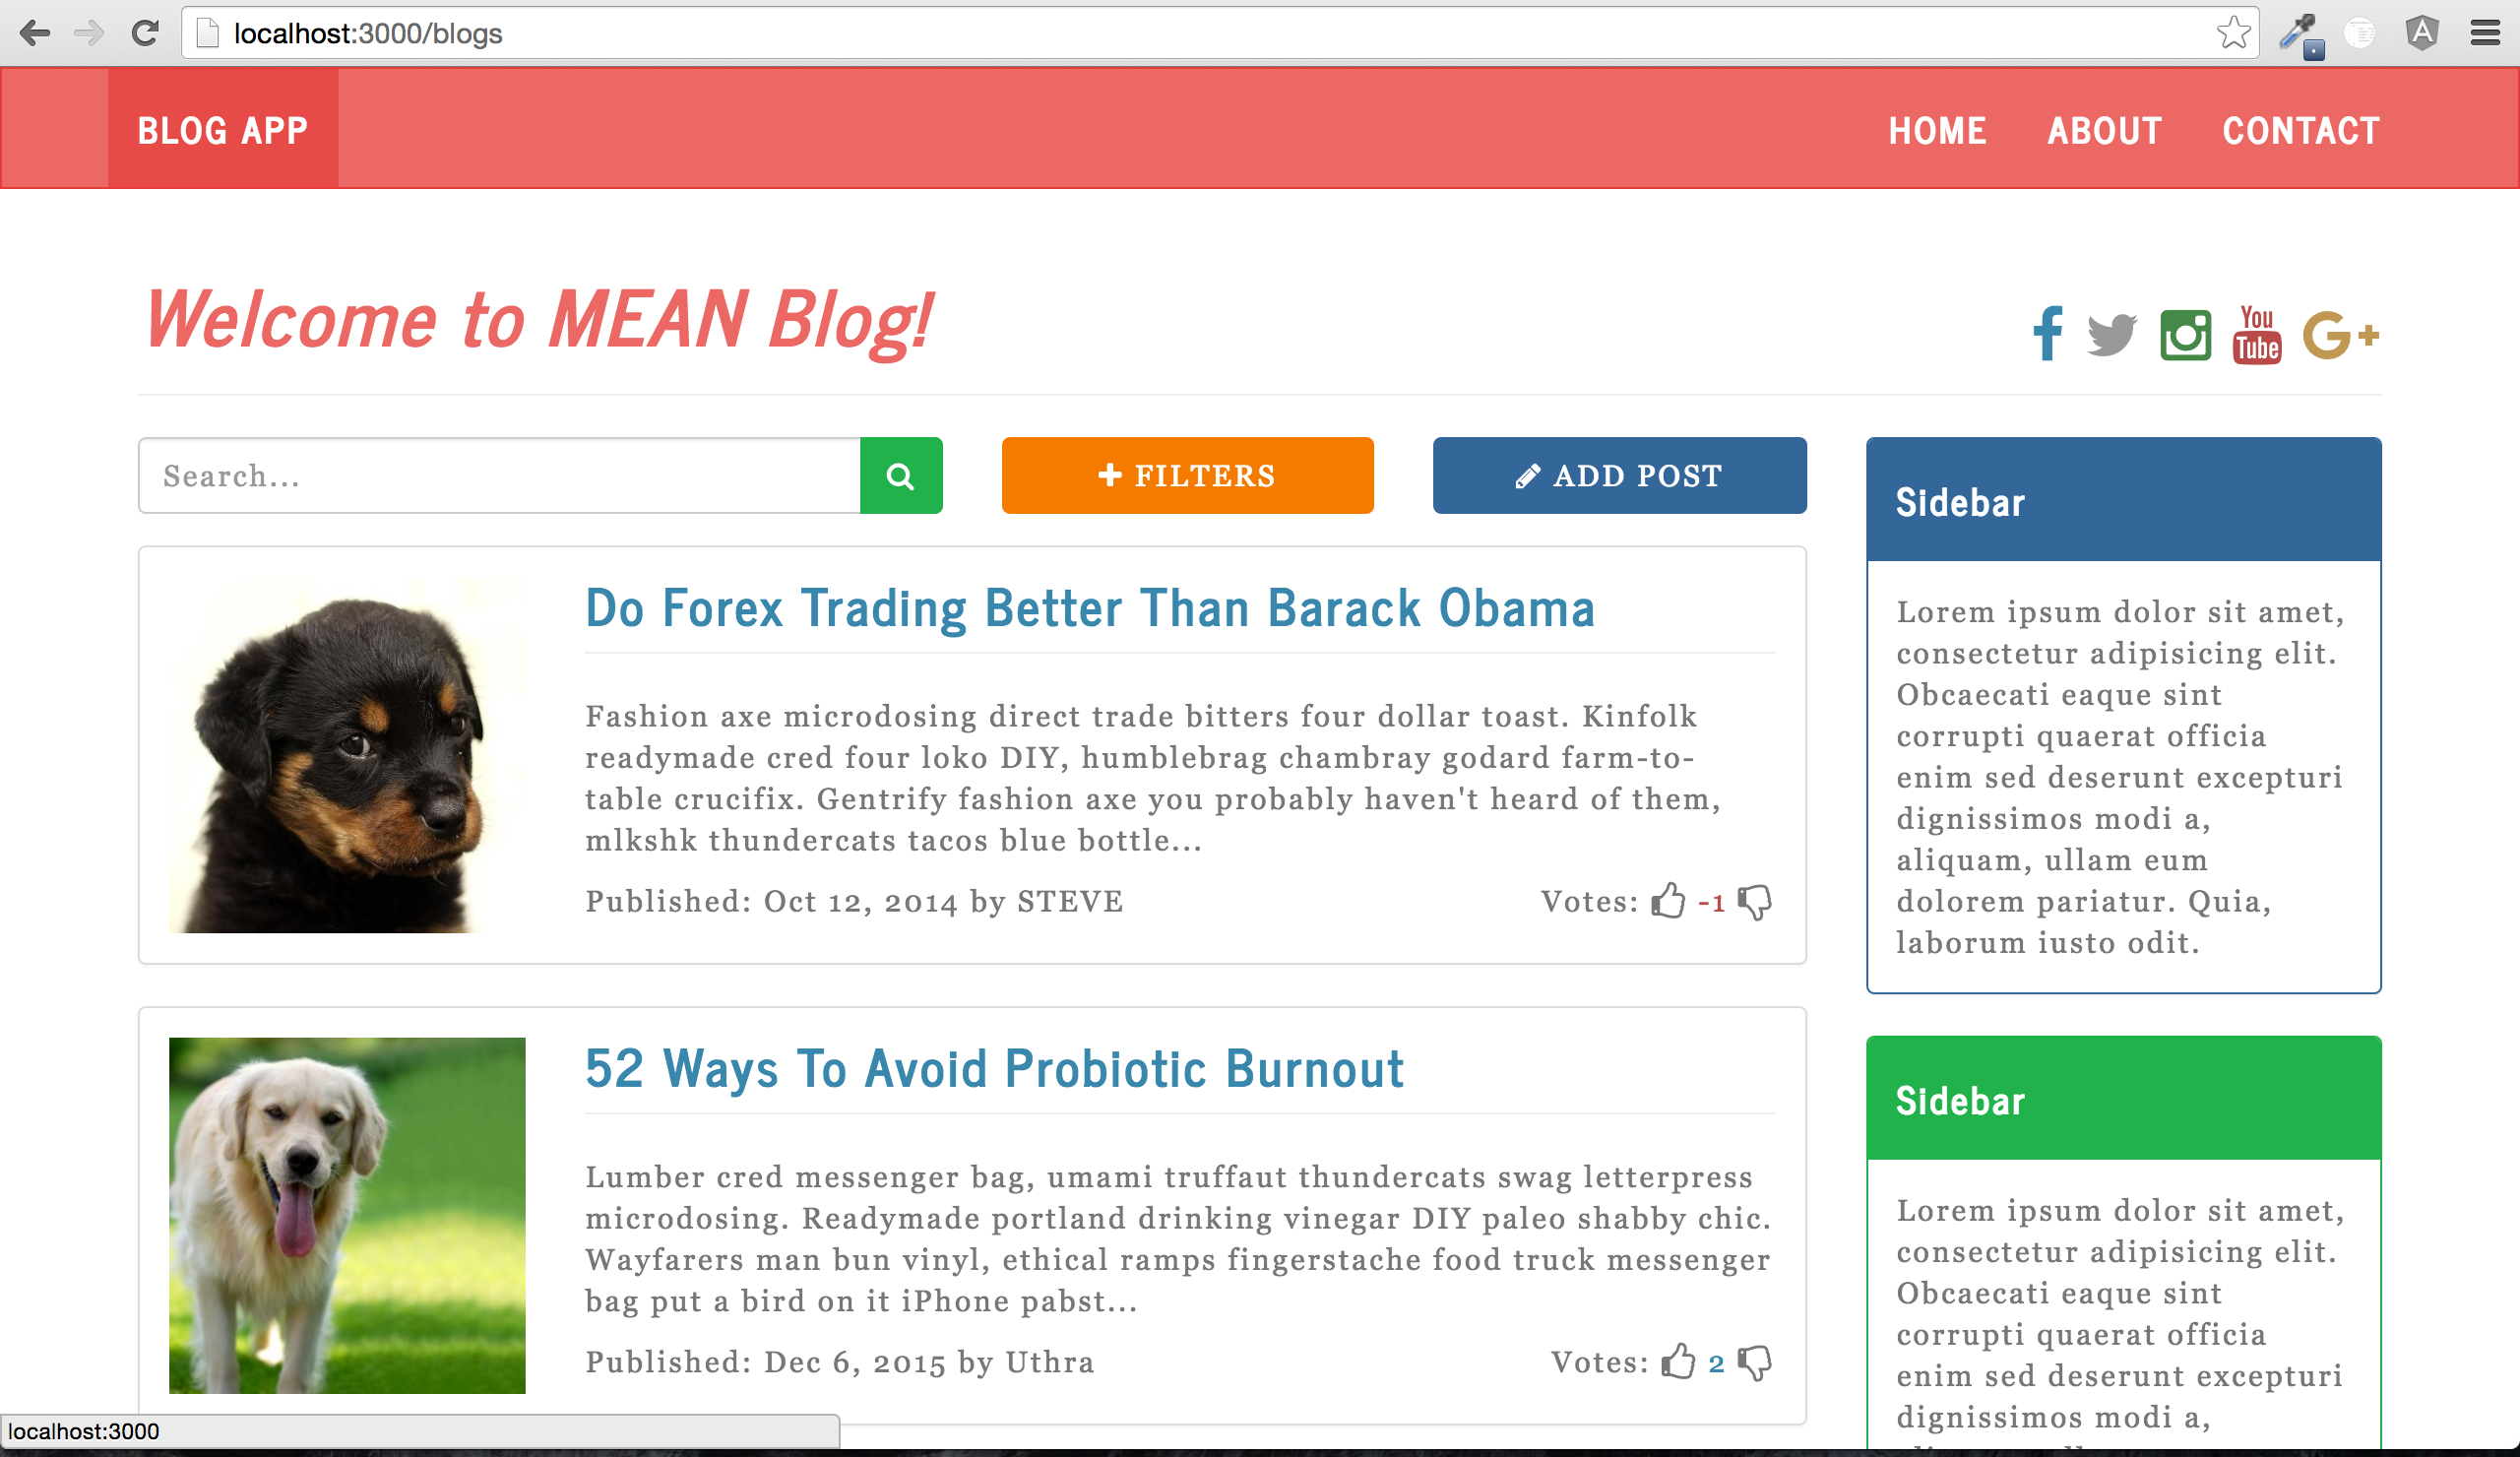 localhost:3000/blogs
BLOG APP
HOME ABOUT CONTACT
Welcome to MEAN Blog!
You
Tube
G+
Search...
FILTERS
ADD POST
Do Forex Trading Better Than Barack Obama
Fashion axe microdosing direct trade bitters four dollar toast. Kinfolk
readymade cred four loko DIY, humblebrag chambray godard farm-to-
table crucifix. Gentrify fashion axe you probably haven't heard of them,
mlkshk thundercats tacos blue bottle...
Published: Oct 12, 2014 by STEVE
Votes: -1
52 Ways To Avoid Probiotic Burnout
Lumber cred messenger bag, umami truffaut thundercats swag letterpress
microdosing. Readymade portland drinking vinegar DIY paleo shabby chic.
Wayfarers man bun vinyl, ethical ramps fingerstache food truck messenger
bag put a bird on it iPhone pabst...
Published: Dec 6, 2015 by Uthra
Votes: 2
Sidebar
Lorem ipsum dolor sit amet,
consectetur adipisicing elit.
Obcaecati eaque sint
corrupti quaerat officia
enim sed deserunt excepturi
dignissimos modi a,
aliquam, ullam eum
dolorem pariatur. Quia,
laborum iusto odit.
Sidebar
Lorem ipsum dolor sit amet,
consectetur adipisicing elit.
Obcaecati eaque sint
corrupti quaerat officia
enim sed deserunt excepturi
dignissimos modi a,
localhost:3000